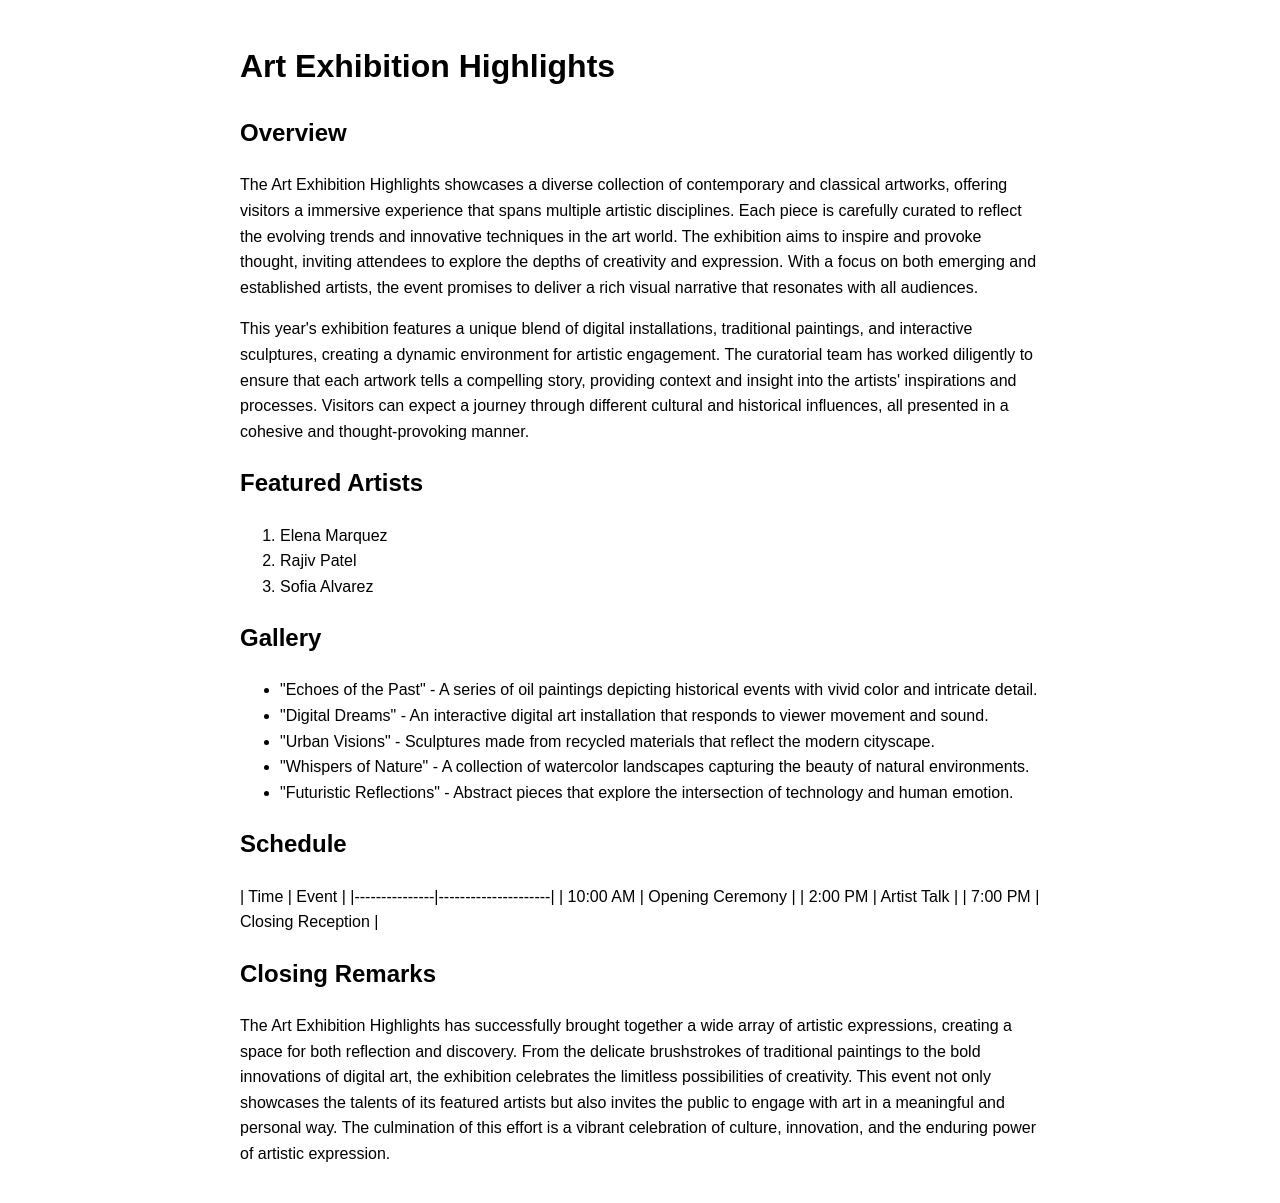 Art Exhibition Highlights
Overview
The Art Exhibition Highlights showcases a diverse collection of contemporary and classical artworks, offering
visitors a immersive experience that spans multiple artistic disciplines. Each piece is carefully curated to reflect
the evolving trends and innovative techniques in the art world. The exhibition aims to inspire and provoke
thought, inviting attendees to explore the depths of creativity and expression. With a focus on both emerging and
established artists, the event promises to deliver a rich visual narrative that resonates with all audiences.
This year's exhibition features a unique blend of digital installations, traditional paintings, and interactive
sculptures, creating a dynamic environment for artistic engagement. The curatorial team has worked diligently to
ensure that each artwork tells a compelling story, providing context and insight into the artists' inspirations and
processes. Visitors can expect a journey through different cultural and historical influences, all presented in a
cohesive and thought-provoking manner.
Featured Artists
1. Elena Marquez
2. Rajiv Patel
3. Sofia Alvarez
Gallery
• "Echoes of the Past" - A series of oil paintings depicting historical events with vivid color and intricate detail.
• "Digital Dreams" - An interactive digital art installation that responds to viewer movement and sound.
• "Urban Visions" - Sculptures made from recycled materials that reflect the modern cityscape.
• "Whispers of Nature" - A collection of watercolor landscapes capturing the beauty of natural environments.
• "Futuristic Reflections" - Abstract pieces that explore the intersection of technology and human emotion.
Schedule
| Time | Event | |---------------|---------------------| | 10:00 AM | Opening Ceremony | | 2:00 PM | Artist Talk | | 7:00 PM |
Closing Reception |
Closing Remarks
The Art Exhibition Highlights has successfully brought together a wide array of artistic expressions, creating a
space for both reflection and discovery. From the delicate brushstrokes of traditional paintings to the bold
innovations of digital art, the exhibition celebrates the limitless possibilities of creativity. This event not only
showcases the talents of its featured artists but also invites the public to engage with art in a meaningful and
personal way. The culmination of this effort is a vibrant celebration of culture, innovation, and the enduring power
of artistic expression.